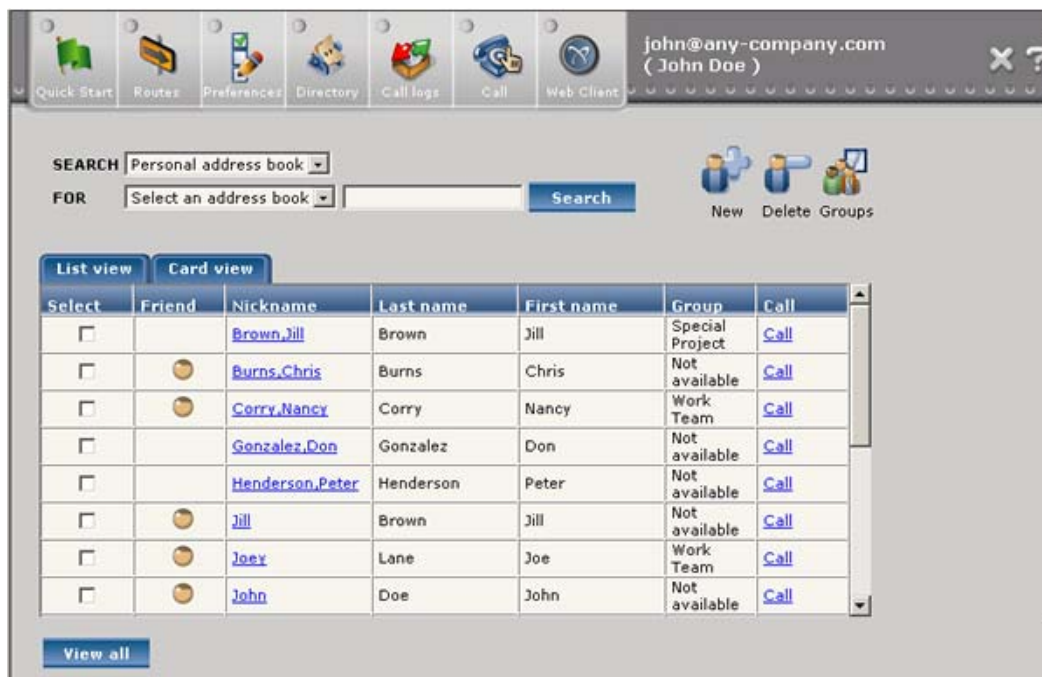 john@any-company.com
( John Doe )
Quick Start Routes Preferences Directory Call logs Call Web Client
SEARCH Personal address book
FOR Select an address book Search
New Delete Groups
List view Card view
Select Friend Nickname Last name First name Group Call
Brown,Jill Brown Jill Special Project Call
Burns,Chris Burns Chris Not available Call
Corry,Nancy Corry Nancy Work Team Call
Gonzalez,Don Gonzalez Don Not available Call
Henderson,Peter Henderson Peter Not available Call
Jill Brown Jill Not available Call
Joey Lane Joe Work Team Call
John Doe John Not available Call
View all